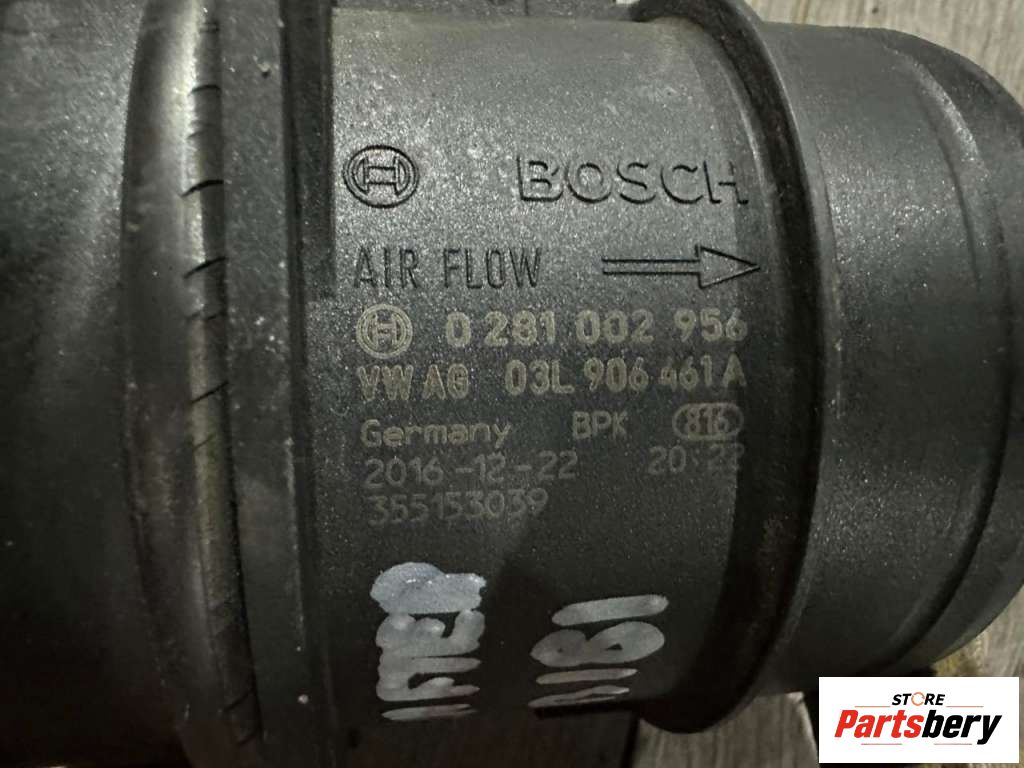 BOSCH
AIR FLOW
0 281 002 956
VW AG 03L 906 461 A
Germany BPK 816
2016-12-22 20:22
355153039
STORE
Partsbery